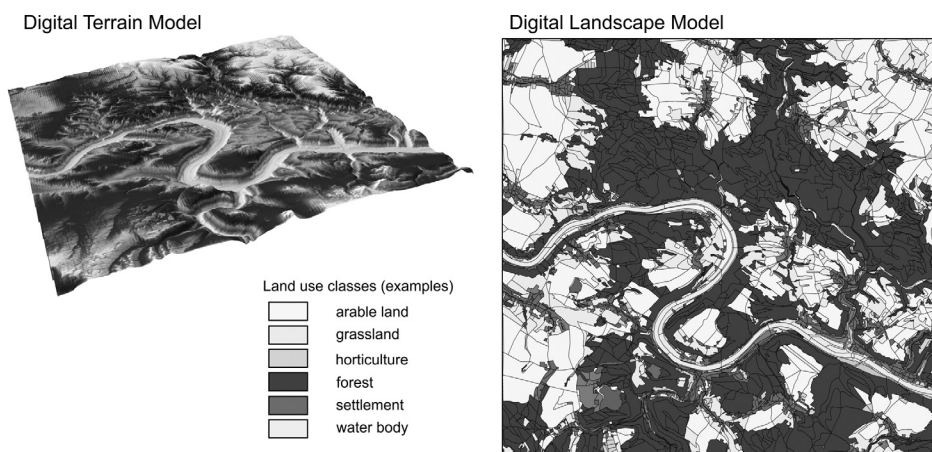 Digital Terrain Model
Digital Landscape Model
Land use classes (examples)
arable land
grassland
horticulture
forest
settlement
water body